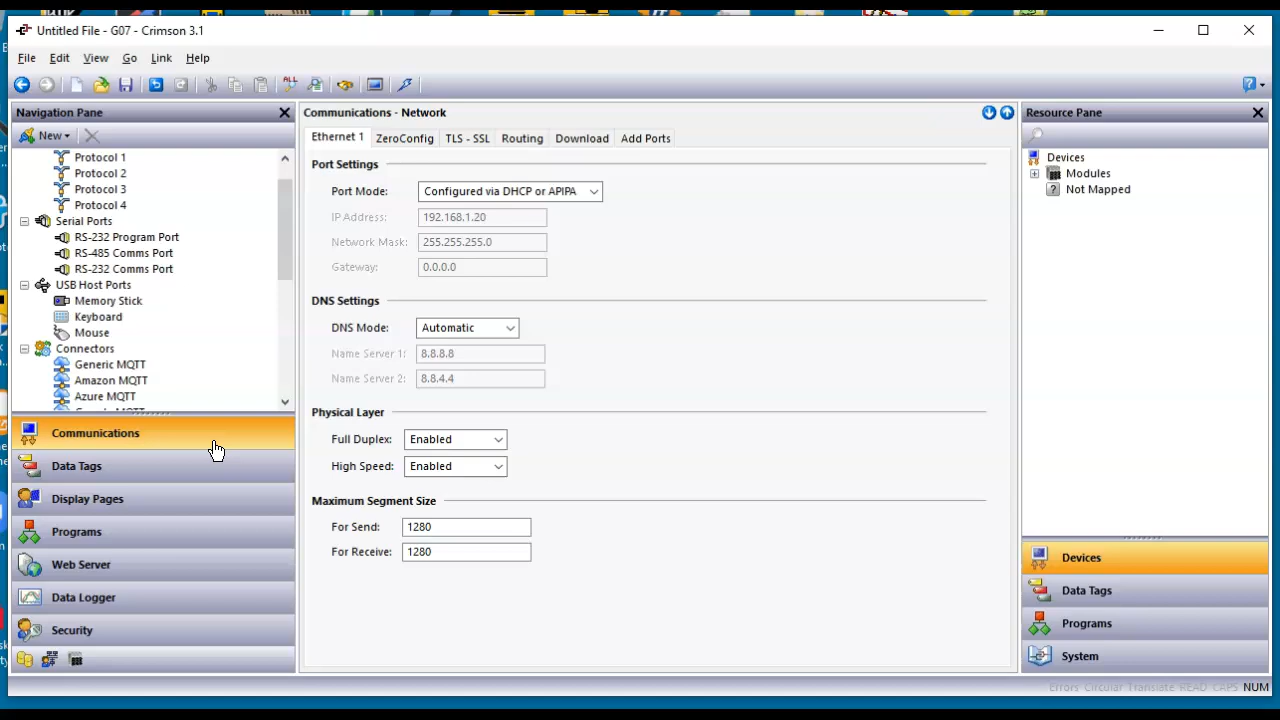 Untitled File - G07 - Crimson 3.1
File Edit View Go Link Help
ALL
Navigation Pane
New
Protocol 1
Protocol 2
Protocol 3
Protocol 4
Serial Ports
RS-232 Program Port
RS-485 Comms Port
RS-232 Comms Port
USB Host Ports
Memory Stick
Keyboard
Mouse
Connectors
Generic MQTT
Amazon MQTT
Azure MQTT
Communications
Data Tags
Display Pages
Programs
Web Server
Data Logger
Security
Communications - Network
Ethernet 1 ZeroConfig TLS - SSL Routing Download Add Ports
Port Settings
Port Mode: Configured via DHCP or APIPA
IP Address: 192.168.1.20
Network Mask: 255.255.255.0
Gateway: 0.0.0.0
DNS Settings
DNS Mode: Automatic
Name Server 1: 8.8.8.8
Name Server 2: 8.8.4.4
Physical Layer
Full Duplex: Enabled
High Speed: Enabled
Maximum Segment Size
For Send: 1280
For Receive: 1280
Resource Pane
Devices
Modules
Not Mapped
Devices
Data Tags
Programs
System
Errors Circular Translate READ CAPS NUM